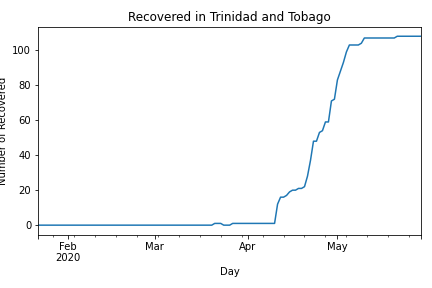 Recovered in Trinidad and Tobago
Number of Recovered
100
80
60
40
20
0
Feb
2020
Mar
Apr
May
Day